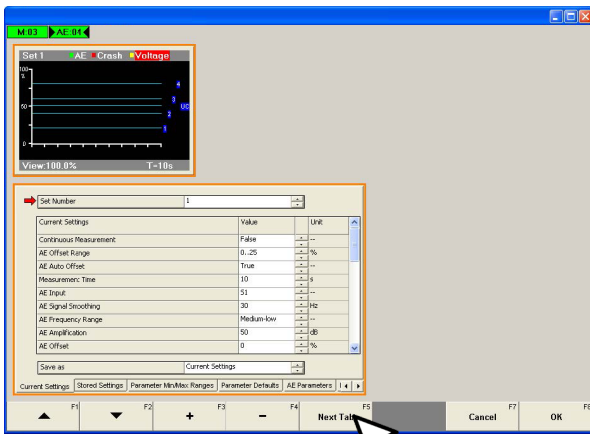 M:03 AE:04
Set 1 AE Crash Voltage
100
%
4
3
50
UC
2
1
0
View:100.0% T=10s
Set Number 1
Current Settings Value Unit
Continuous Measurement False --
AE Offset Range 0..25 %
AE Auto Offset True --
Measurement Time 10 s
AE Input S1 --
AE Signal Smoothing 30 Hz
AE Frequency Range Medium-low --
AE Amplification 50 dB
AE Offset 0 %
Save as Current Settings
Current Settings Stored Settings Parameter Min/Max Ranges Parameter Defaults AE Parameters
F1 F2 F3 F4 F5 F7 F8
+ - Next Tab Cancel OK